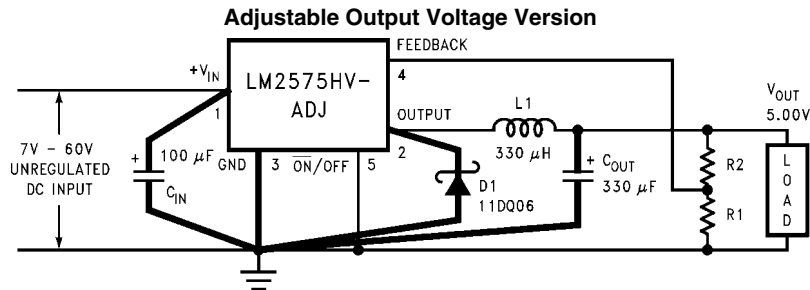 Adjustable Output Voltage Version
FEEDBACK
+VIN
LM2575HV-
ADJ
4
1
OUTPUT
L1
VOUT
5.00V
7V – 60V
UNREGULATED
DC INPUT
+
100 μF
CIN
GND
3
ON/OFF
5
2
330 μH
D1
11DQ06
+
COUT
330 μF
R2
R1
LOAD